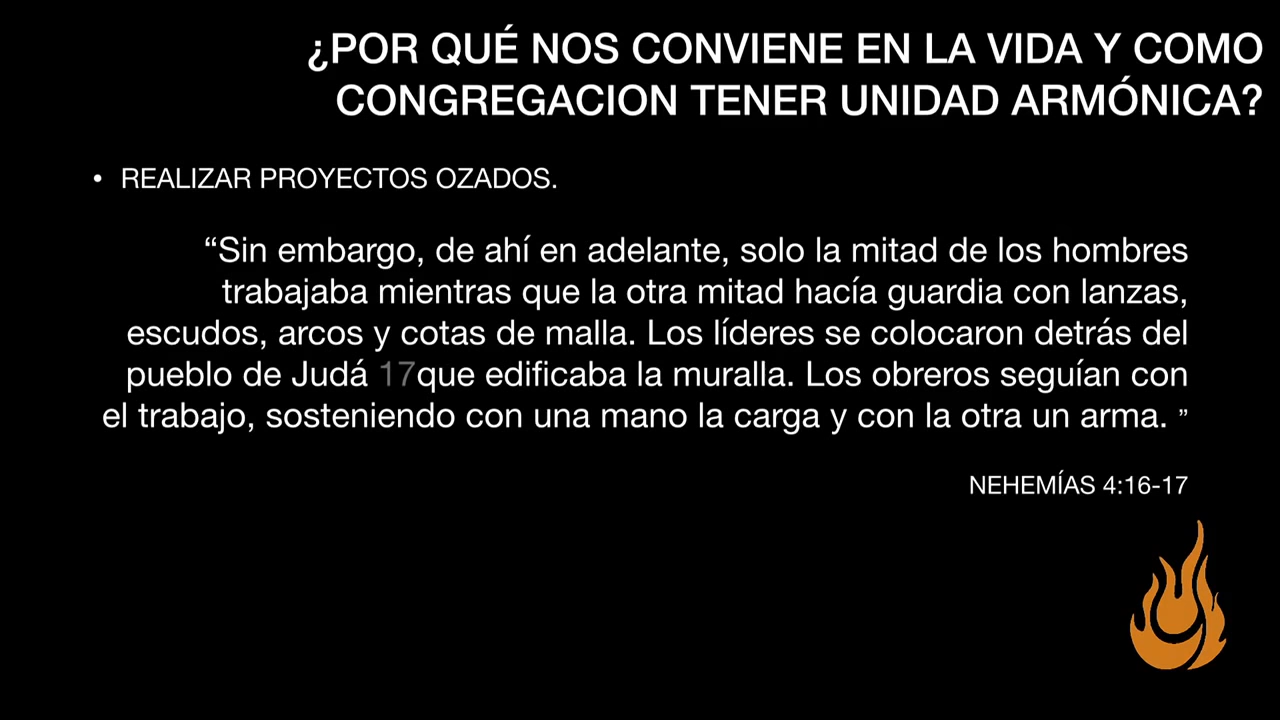 ¿POR QUÉ NOS CONVIENE EN LA VIDA Y COMO
CONGREGACION TENER UNIDAD ARMÓNICA?
• REALIZAR PROYECTOS OZADOS.
“Sin embargo, de ahí en adelante, solo la mitad de los hombres
trabajaba mientras que la otra mitad hacía guardia con lanzas,
escudos, arcos y cotas de malla. Los líderes se colocaron detrás del
pueblo de Judá 17que edificaba la muralla. Los obreros seguían con
el trabajo, sosteniendo con una mano la carga y con la otra un arma. ”
NEHEMÍAS 4:16-17